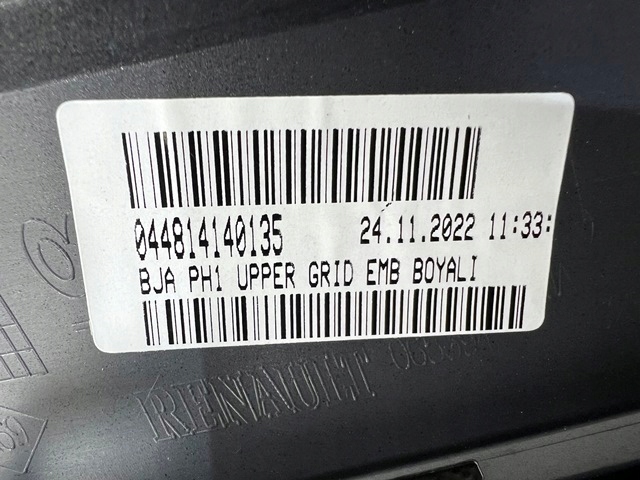 044814140135 24.11.2022 11:33:
BJA PH1 UPPER GRID EMB BOYALI
RENAULT